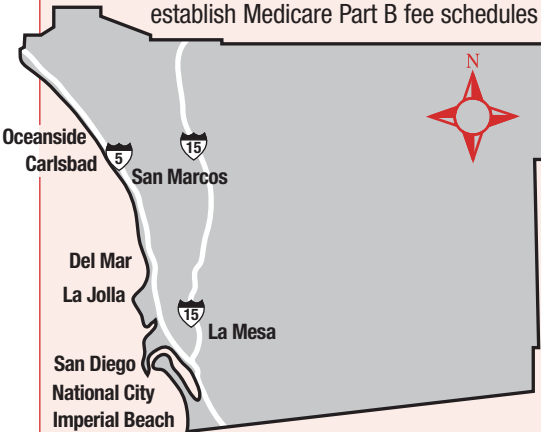 establish Medicare Part B fee schedules
N
Oceanside
15
Carlsbad
5
San Marcos
Del Mar
La Jolla
15
La Mesa
San Diego
National City
Imperial Beach